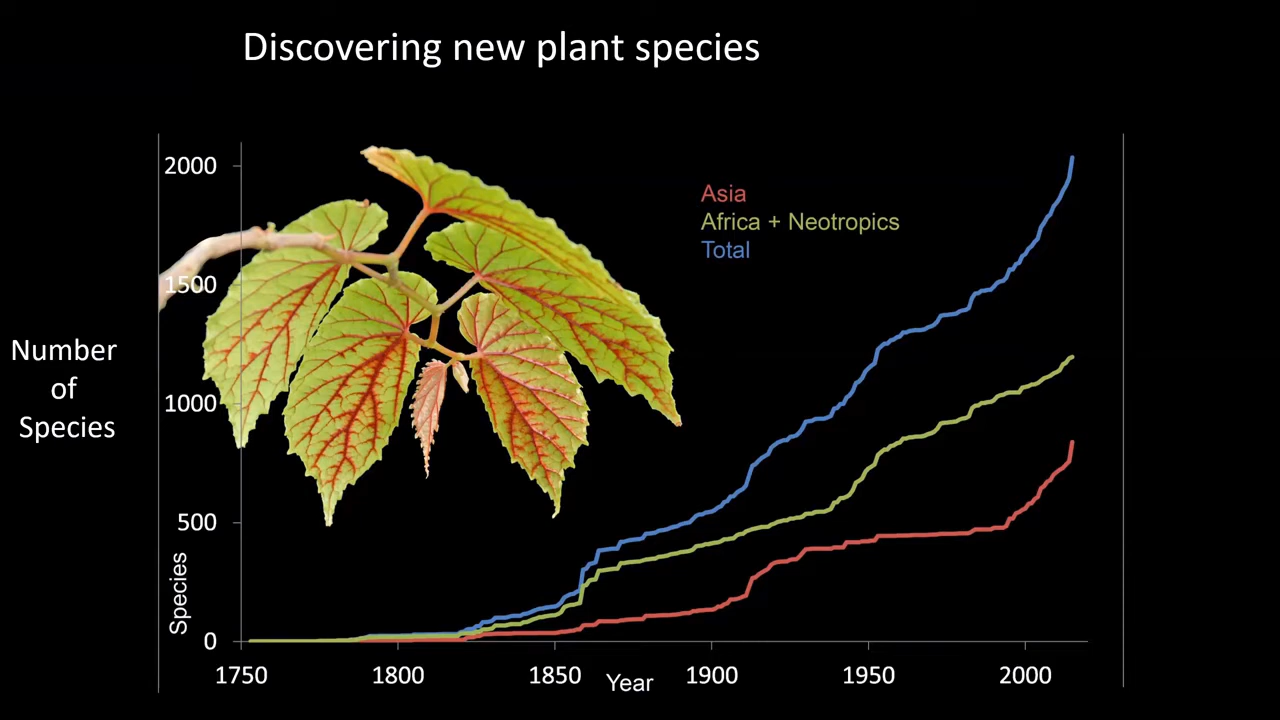 Discovering new plant species
Number
of
Species
2000
1500
1000
500
0
Species
Asia
Africa + Neotropics
Total
1750
1800
1850
1900
1950
2000
Year